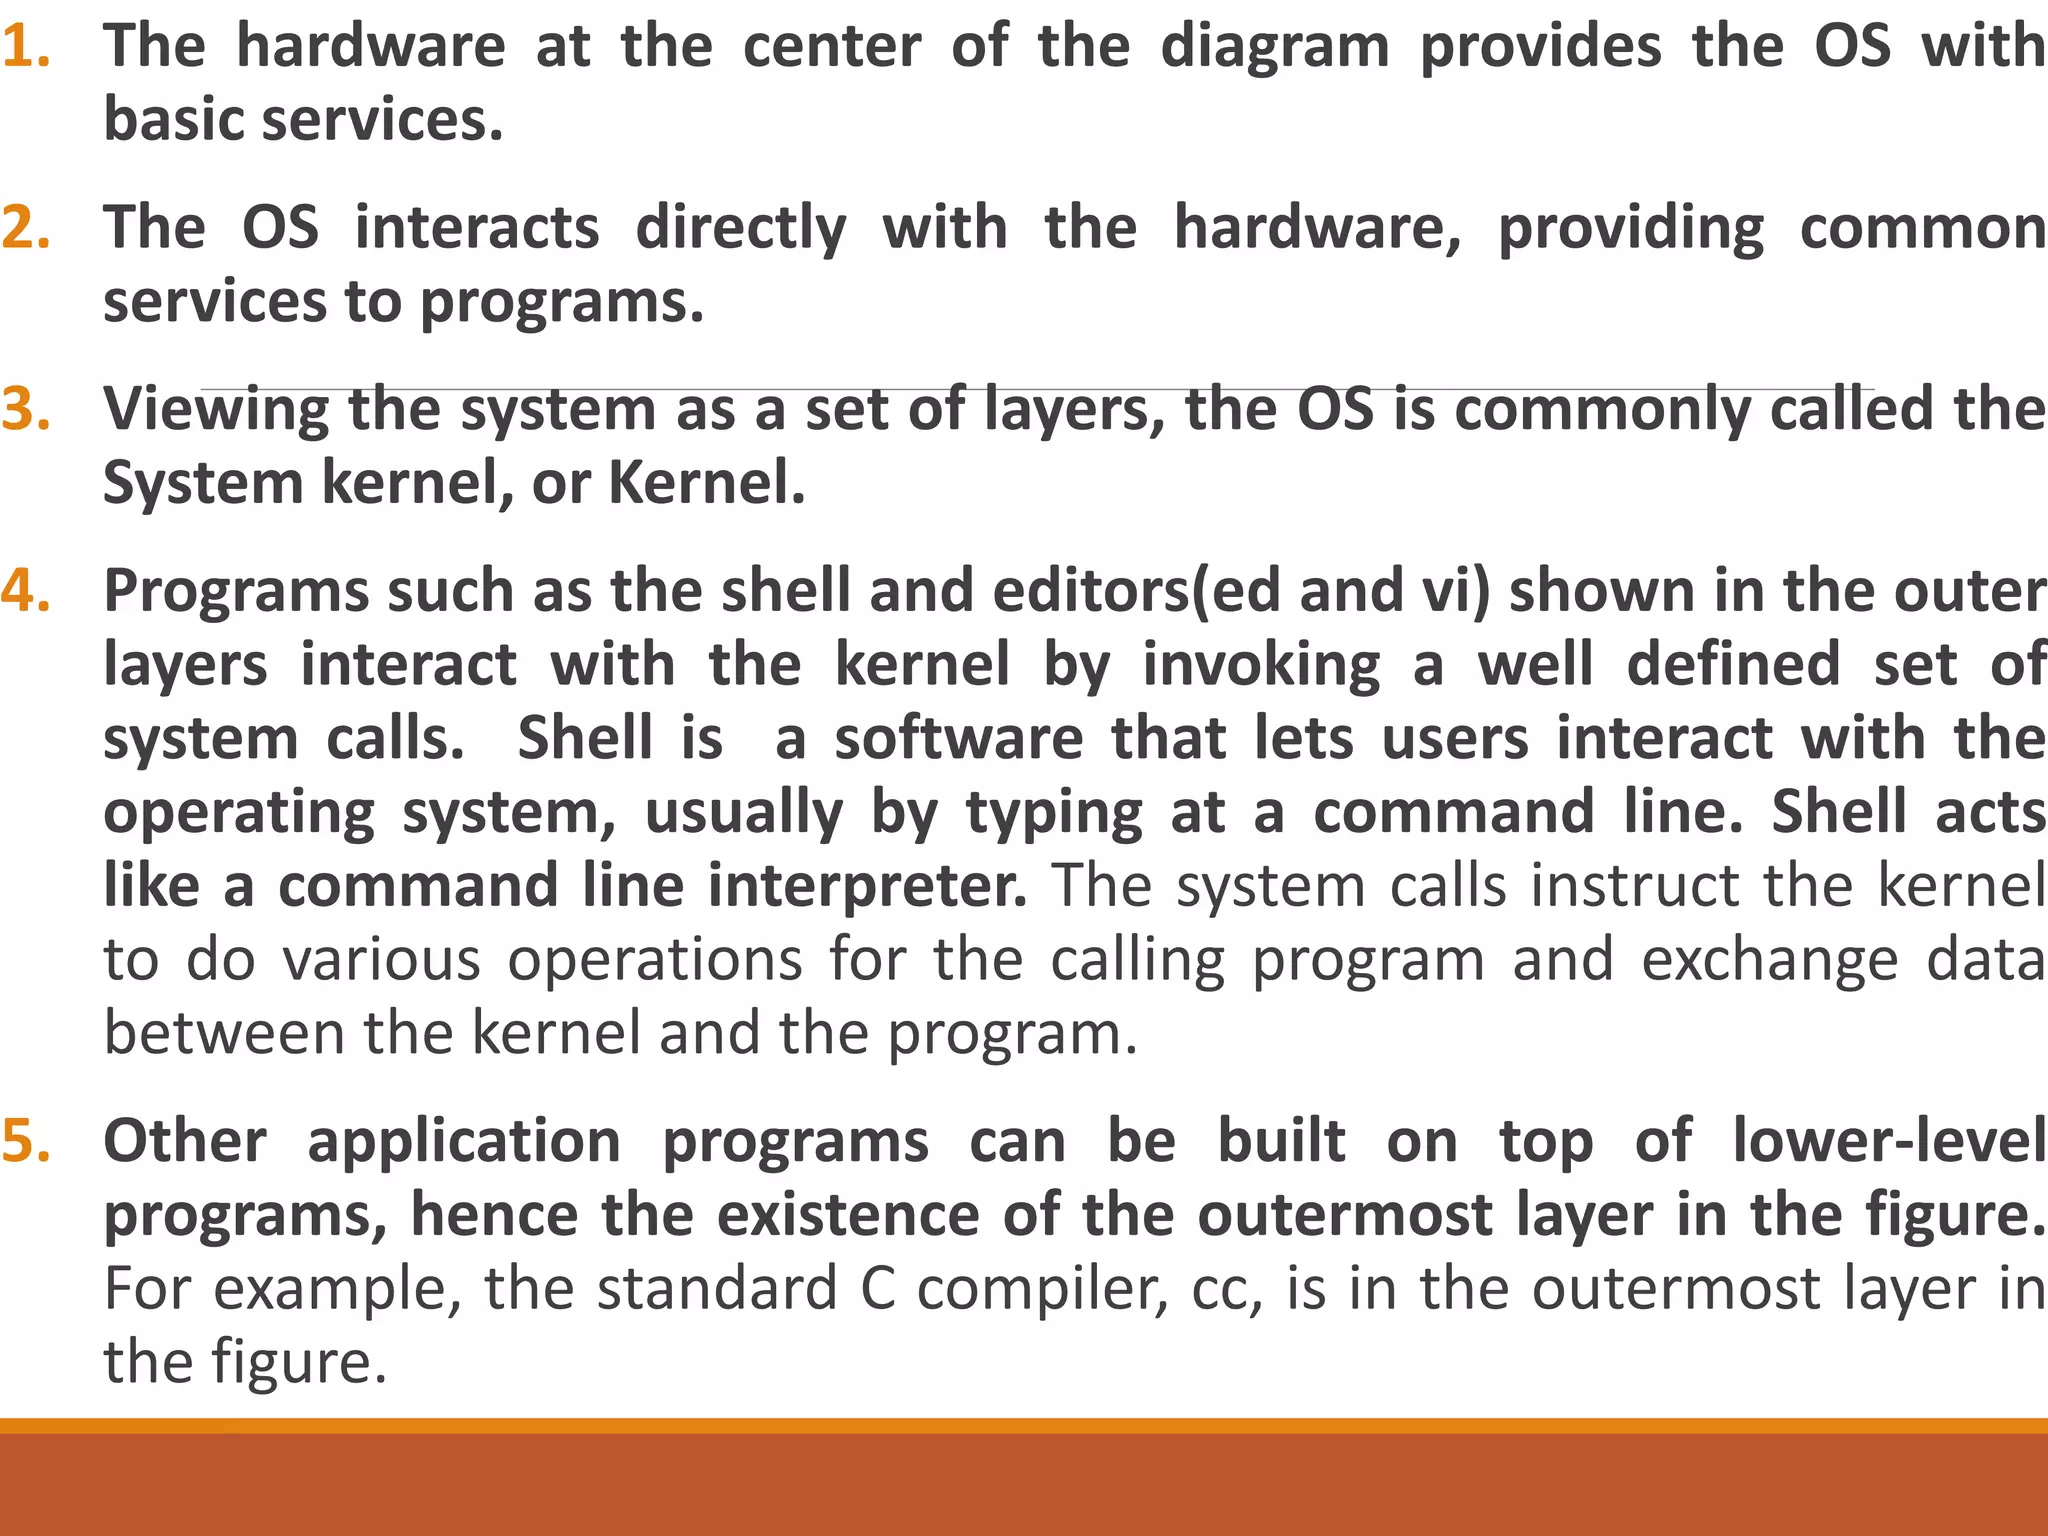 1. The hardware at the center of the diagram provides the OS with
basic services.
2. The OS interacts directly with the hardware, providing common
services to programs.
3. Viewing the system as a set of layers, the OS is commonly called the
System kernel, or Kernel.
4. Programs such as the shell and editors(ed and vi) shown in the outer
layers interact with the kernel by invoking a well defined set of
system calls.  Shell is  a software that lets users interact with the
operating system, usually by typing at a command line. Shell acts
like a command line interpreter. The system calls instruct the kernel
to do various operations for the calling program and exchange data
between the kernel and the program.
5. Other application programs can be built on top of lower-level
programs, hence the existence of the outermost layer in the figure.
For example, the standard C compiler, cc, is in the outermost layer in
the figure.